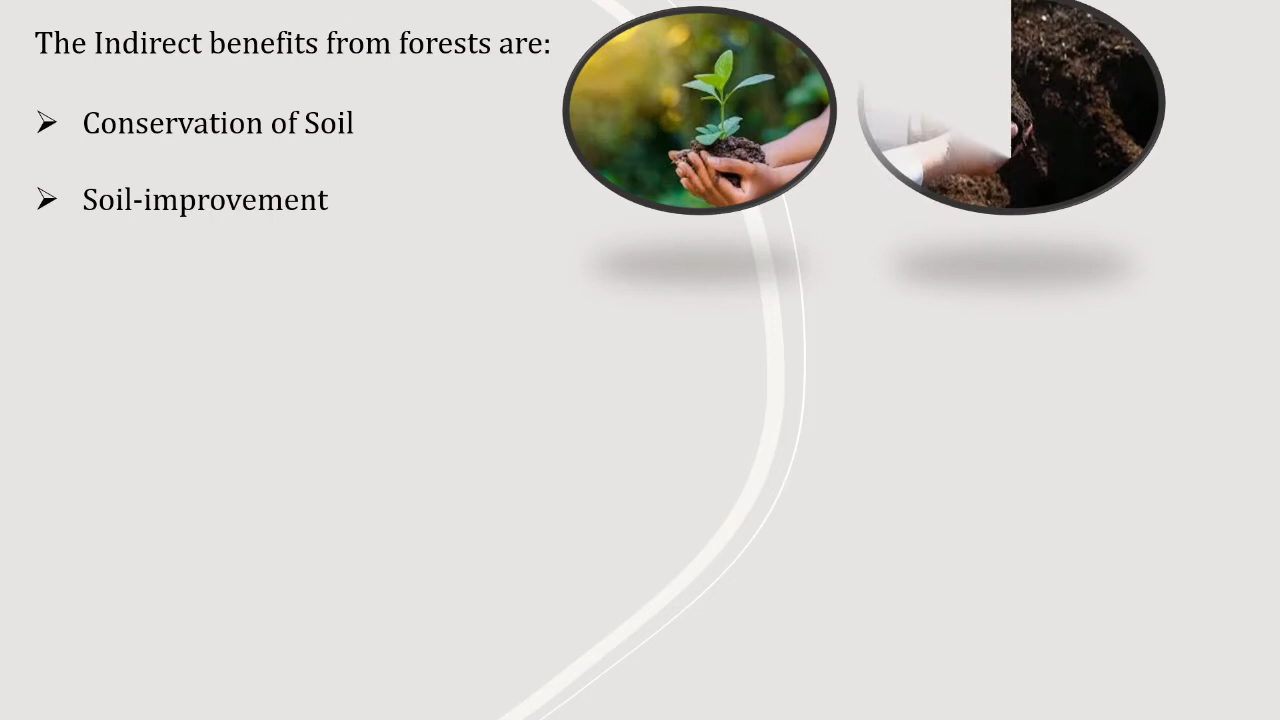 The Indirect benefits from forests are:
➢ Conservation of Soil
➢ Soil-improvement